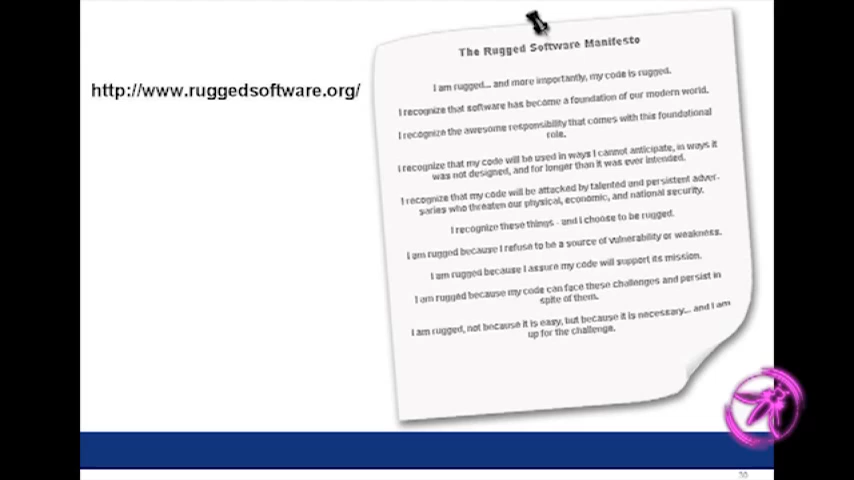 http://www.ruggedsoftware.org/
The Rugged Software Manifesto
I am rugged... and more importantly, my code is rugged.
I recognize that software has become a foundation of our modern world.
I recognize the awesome responsibility that comes with this foundational
role.
I recognize that my code will be used in ways I cannot anticipate, in ways it
was not designed, and for longer than it was ever intended.
I recognize that my code will be attacked by talented and persistent adver-
saries who threaten our physical, economic, and national security.
I recognize these things - and I choose to be rugged.
I am rugged because I refuse to be a source of vulnerability or weakness.
I am rugged because I assure my code will support its mission.
I am rugged because my code can face these challenges and persist in
spite of them.
I am rugged, not because it is easy, but because it is necessary... and I am
up for the challenge.
30